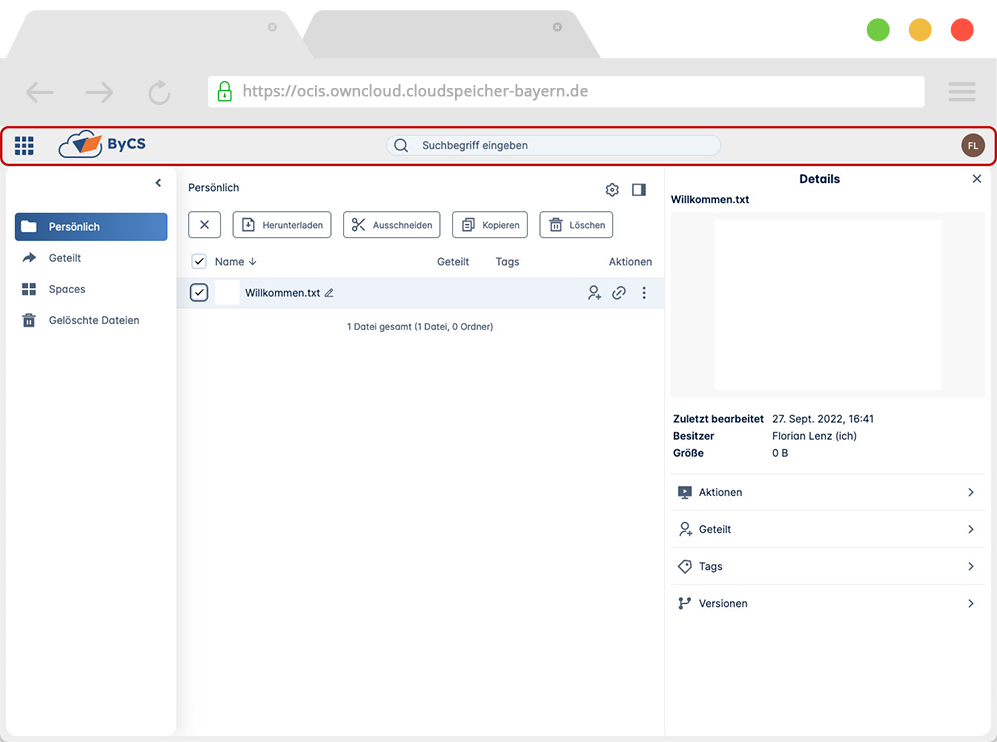 https://ocis.owncloud.cloudspeicher-bayern.de
ByCS
Suchbegriff eingeben
FL
Persönlich
Geteilt
Spaces
Gelöschte Dateien
Persönlich
Herunterladen
Ausschneiden
Kopieren
Löschen
Name
Geteilt
Tags
Aktionen
Willkommen.txt
1 Datei gesamt (1 Datei, 0 Ordner)
Details
Willkommen.txt
Zuletzt bearbeitet 27. Sept. 2022, 16:41
Besitzer Florian Lenz (ich)
Größe 0 B
Aktionen
Geteilt
Tags
Versionen